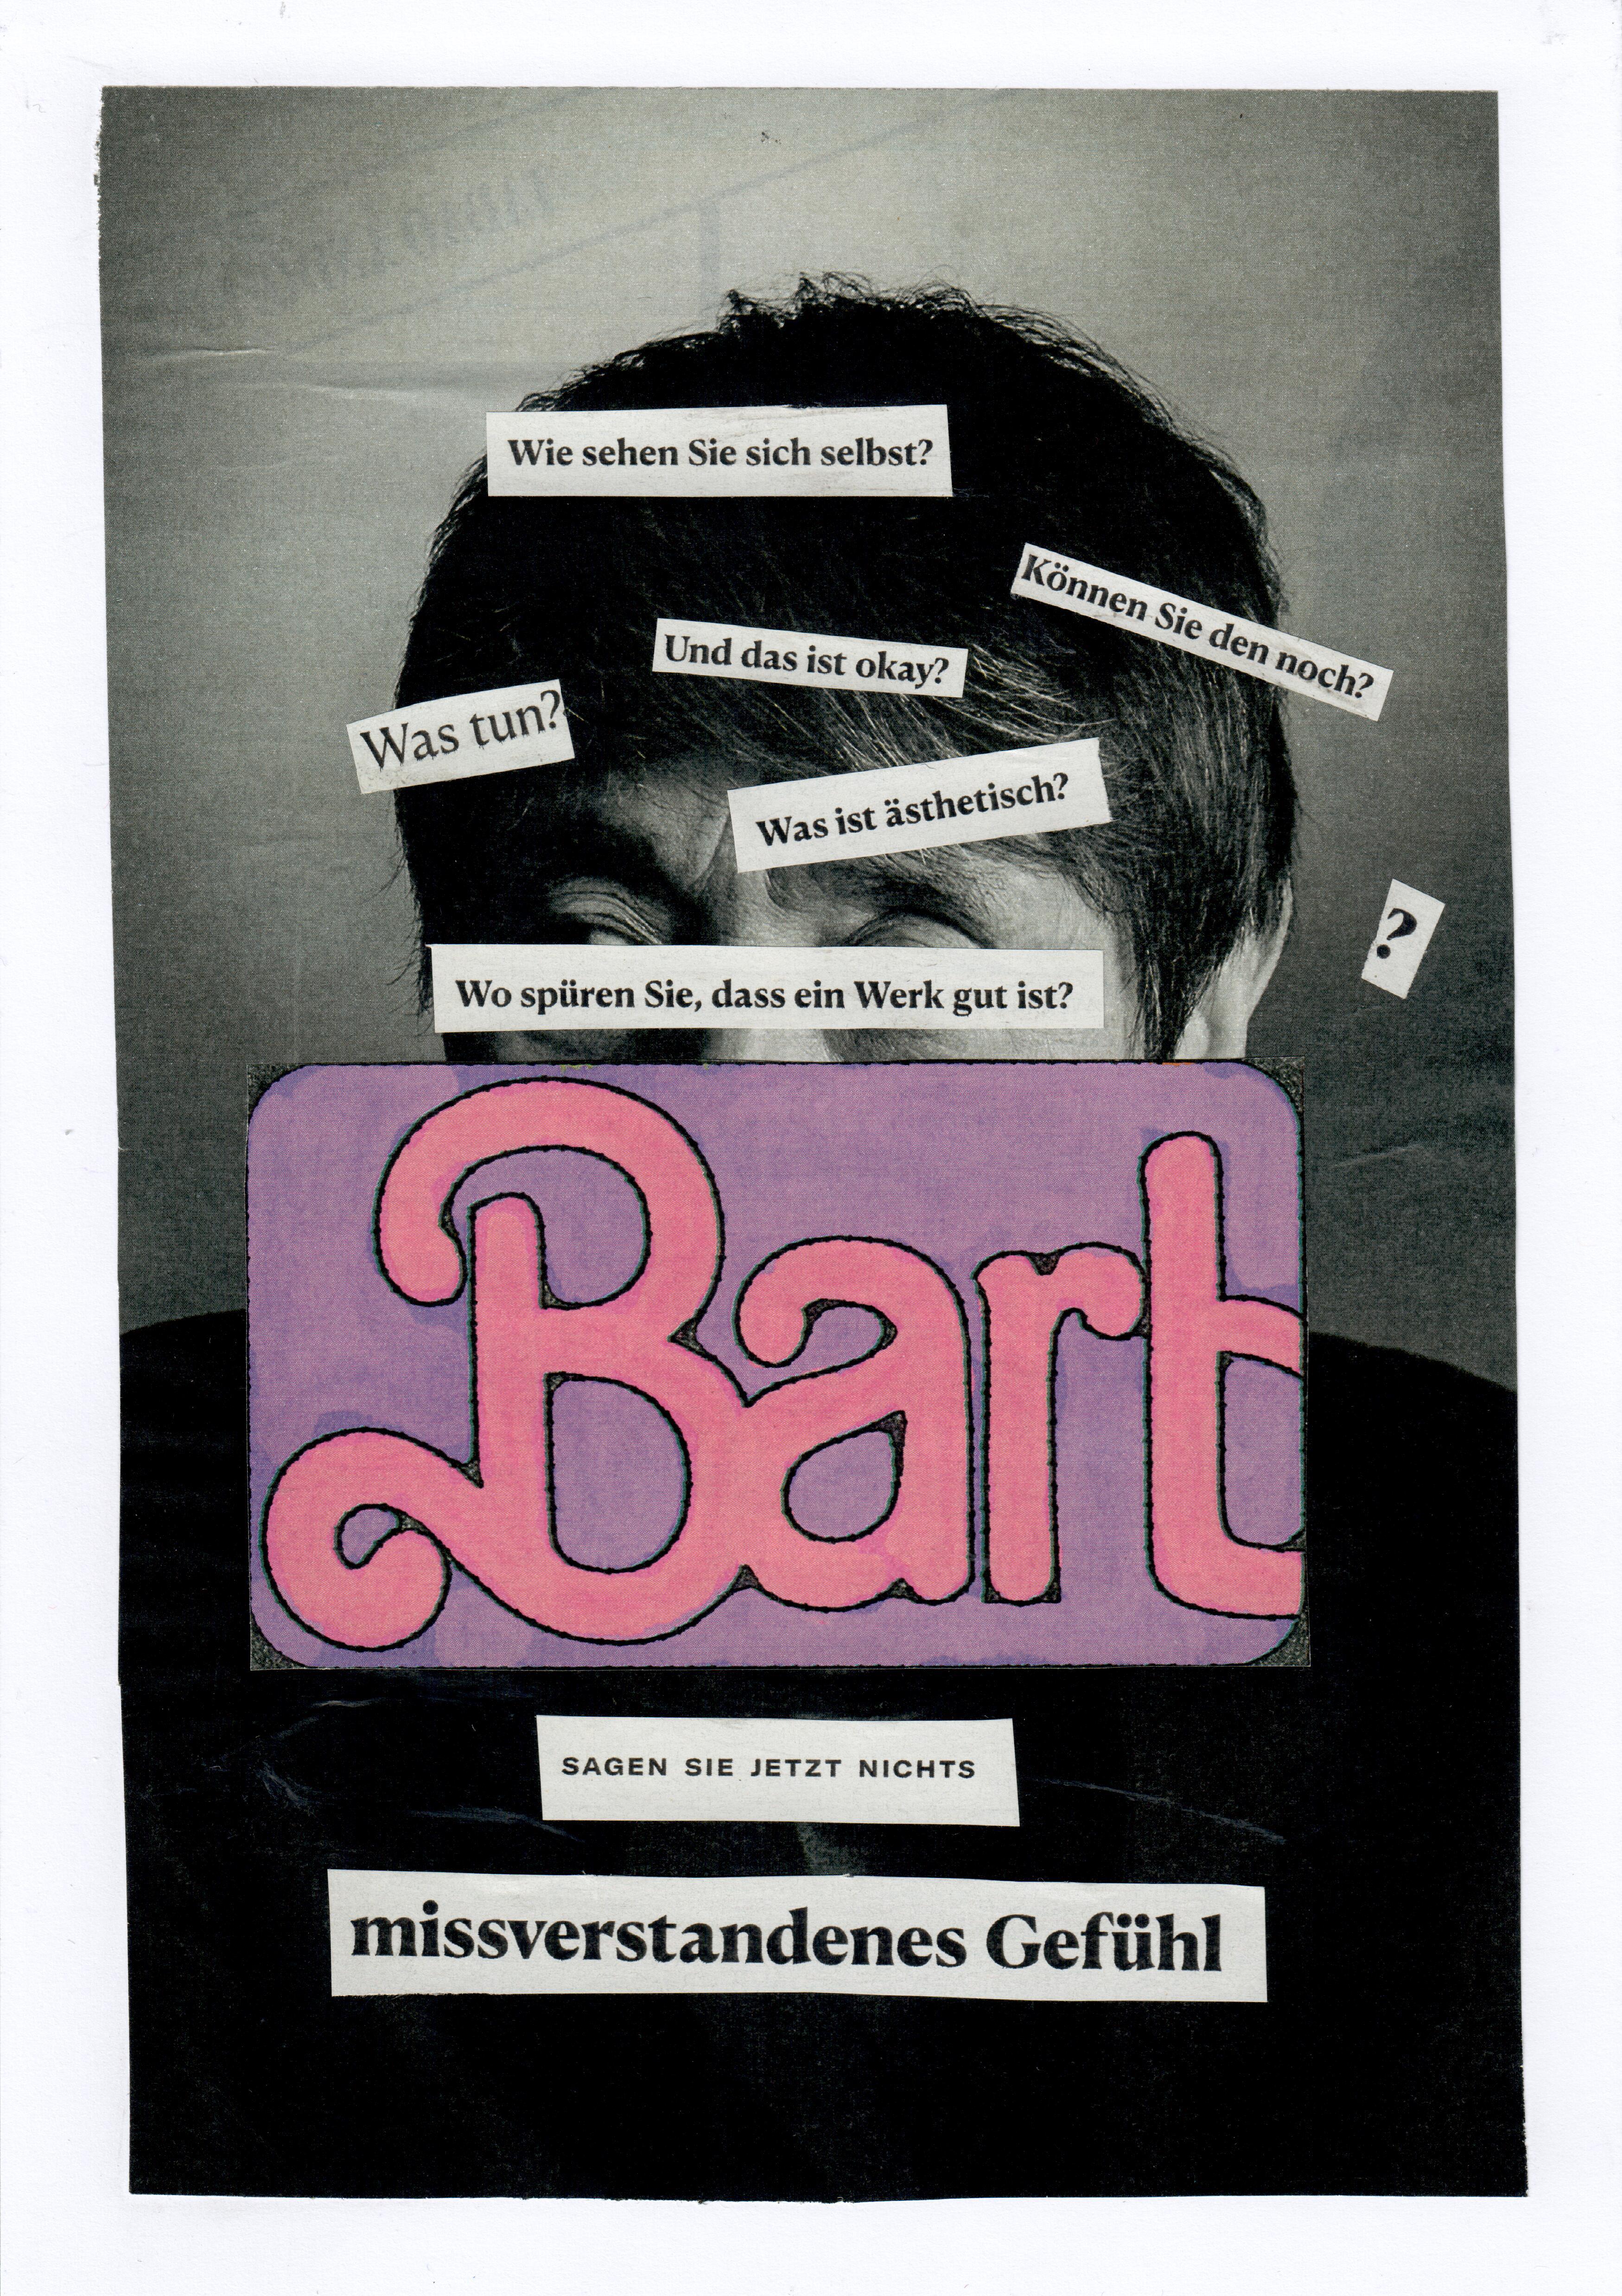 Wie sehen Sie sich selbst?
Können Sie den noch?
Und das ist okay?
Was tun?
Was ist ästhetisch?
?
Wo spüren Sie, dass ein Werk gut ist?
Bart
SAGEN SIE JETZT NICHTS
missverstandenes Gefühl